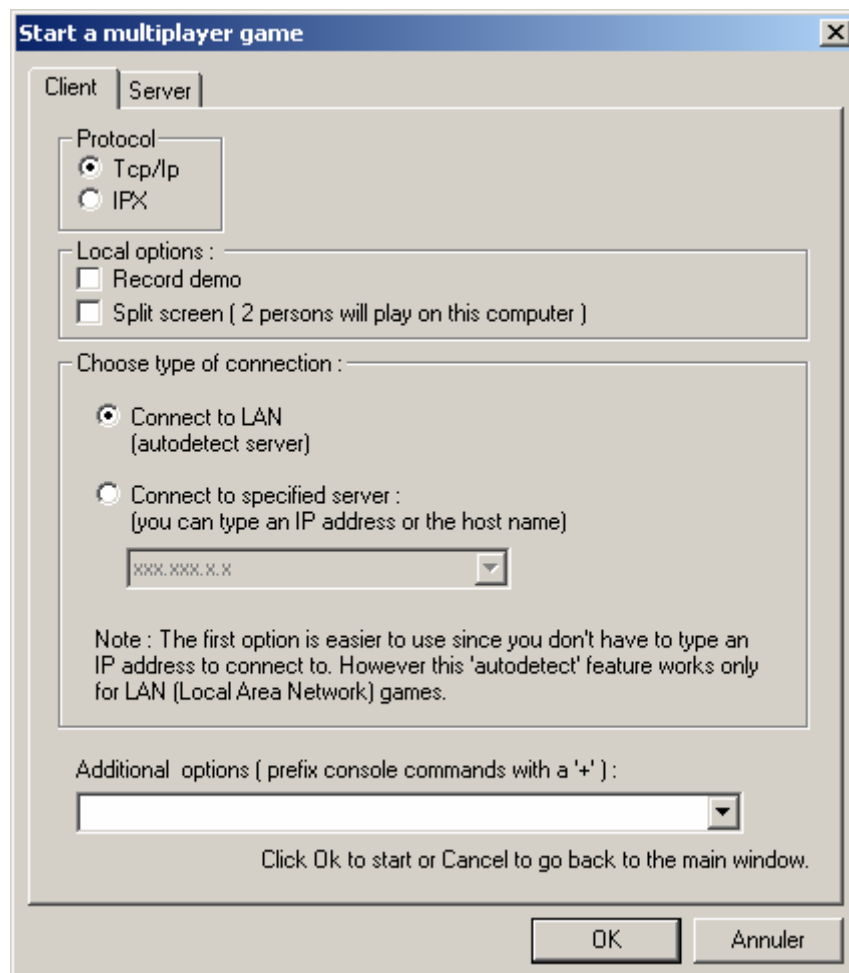 Start a multiplayer game
Client
Server
Protocol
Tcp/Ip
IPX
Local options :
Record demo
Split screen ( 2 persons will play on this computer )
Choose type of connection :
Connect to LAN
(autodetect server)
Connect to specified server :
(you can type an IP address or the host name)
xxx.xxx.x.x
Note : The first option is easier to use since you don't have to type an
IP address to connect to. However this 'autodetect' feature works only
for LAN (Local Area Network) games.
Additional  options ( prefix console commands with a '+' ) :
Click Ok to start or Cancel to go back to the main window.
OK
Annuler